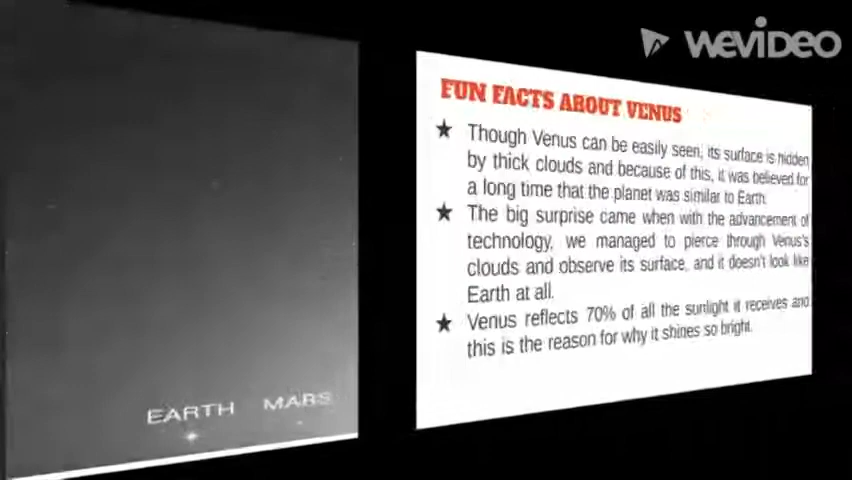 WEVIDEO
FUN FACTS ABOUT VENUS
Though Venus can be easily seen, its surface is hidden
by thick clouds and because of this, it was believed for
a long time that the planet was similar to Earth.
The big surprise came when with the advancement of
technology, we managed to pierce through Venus's
clouds and observe its surface, and it doesn't look like
Earth at all.
Venus reflects 70% of all the sunlight it receives and
this is the reason for why it shines so bright.
EARTH MARS